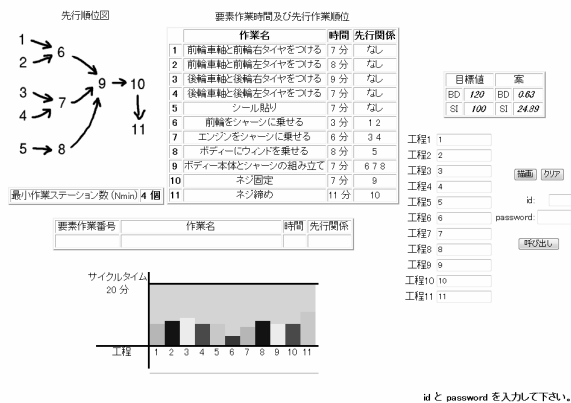 先行順位図
1
2
3
4
5
6
7
8
9
10
11
最小作業ステーション数(Nmin) 4 個
要素作業時間及び先行作業順位
作業名 時間 先行関係
1 前輪車軸と前輪右タイヤをつける 7 分 なし
2 前輪車軸と前輪左タイヤをつける 8 分 なし
3 後輪車軸と後輪右タイヤをつける 9 分 なし
4 後輪車軸と後輪左タイヤをつける 7 分 なし
5 シール貼り 7 分 なし
6 前輪をシャーシに乗せる 3 分 1 2
7 エンジンをシャーシに乗せる 6 分 3 4
8 ボディーにウィンドを乗せる 8 分 5
9 ボディー本体とシャーシの組み立て 7 分 6 7 8
10 ネジ固定 7 分 9
11 ネジ締め 11 分 10
目標値 案
BD 120 BD 0.63
SI 100 SI 24.89
工程1 1
工程2 2
工程3 3
工程4 4
工程5 5
工程6 6
工程7 7
工程8 8
工程9 9
工程10 10
工程11 11
描画 クリア
id:
password:
呼び出し
要素作業番号 作業名 時間 先行関係
サイクルタイム
20 分
工程 1 2 3 4 5 6 7 8 9 10 11
id と password を入力して下さい。